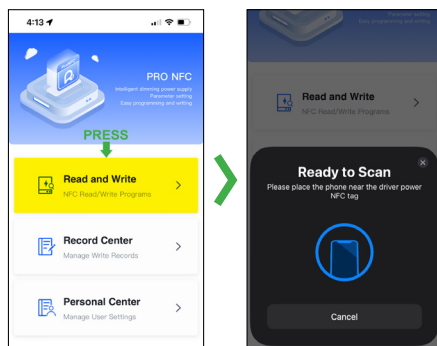 4:13
PRO NFC
Intelligent dimming power supply
Parameter setting
Easy programming and setting
PRESS
Read and Write
NFC Read/Write Programs
Record Center
Manage Write Records
Personal Center
Manage User Settings
Parameter setting
Easy programming and setting
Read and Write
NFC Read/Write Programs
Ready to Scan
Please place the phone near the driver power
NFC tag
Cancel